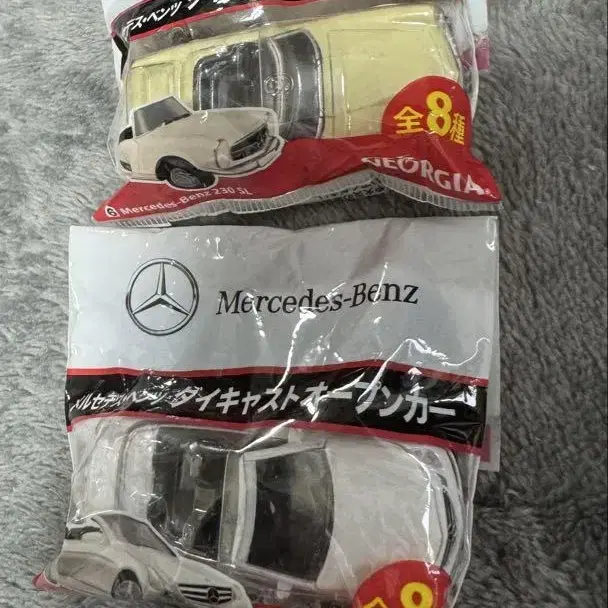 デス・ベンツ
全8種
GEORGIA
⑥ Mercedes-Benz 230 SL
Mercedes-Benz
メルセデス・ベンツ ダイキャストオープンカー
全8